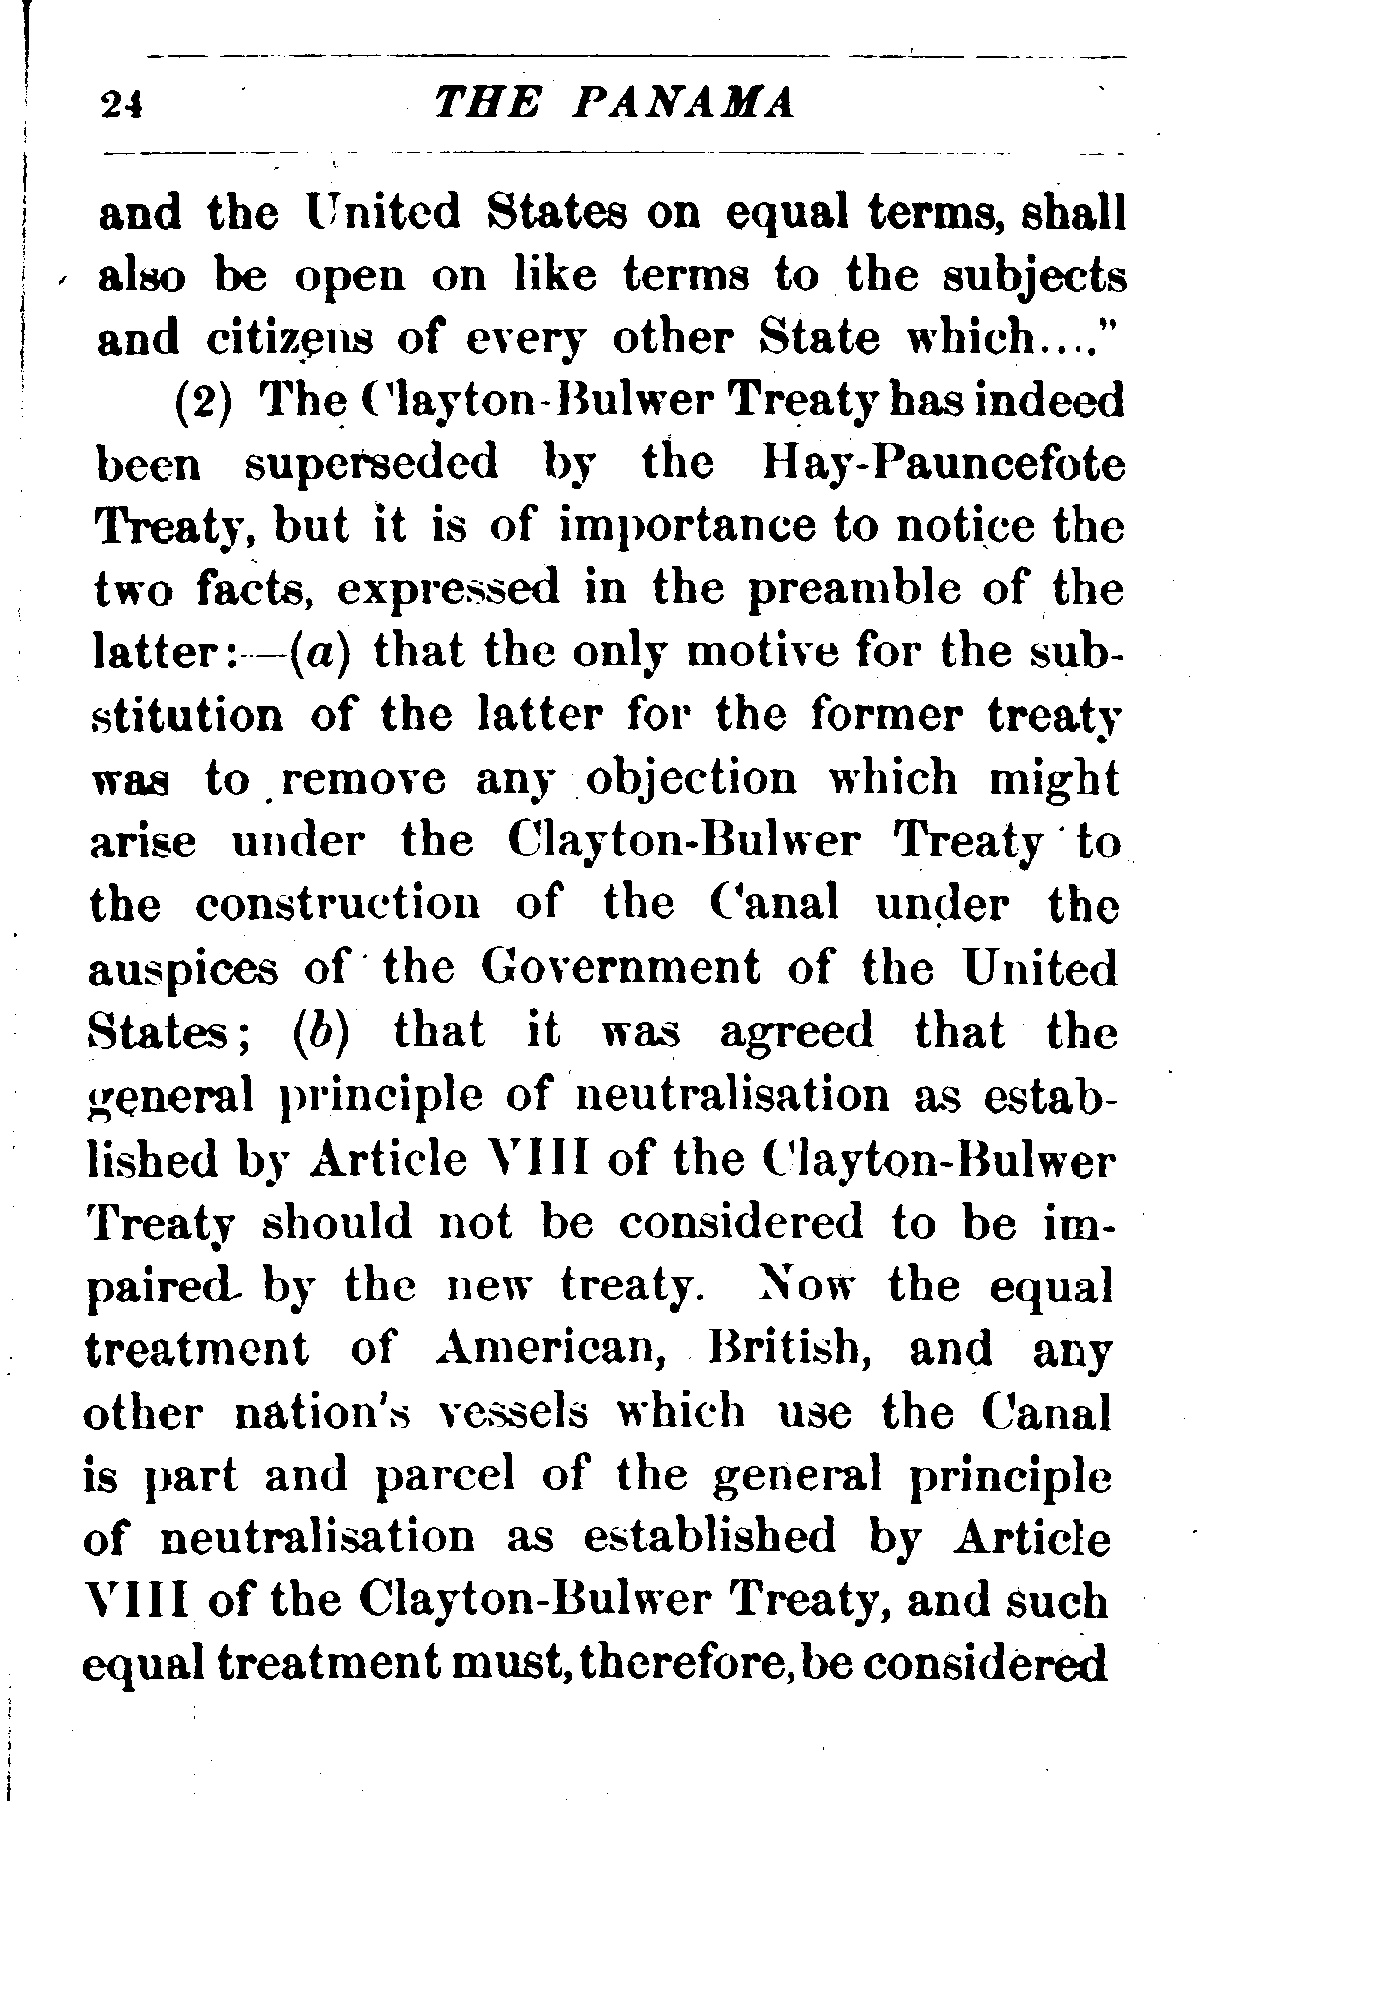 24 THE PANAMA
and the United States on equal terms, shall
also be open on like terms to the subjects
and citizens of every other State which...."
(2) The Clayton-Bulwer Treaty has indeed
been superseded by the Hay-Pauncefote
Treaty, but it is of importance to notice the
two facts, expressed in the preamble of the
latter:—(a) that the only motive for the sub-
stitution of the latter for the former treaty
was to remove any objection which might
arise under the Clayton-Bulwer Treaty to
the construction of the Canal under the
auspices of the Government of the United
States; (b) that it was agreed that the
general principle of neutralisation as estab-
lished by Article VIII of the Clayton-Bulwer
Treaty should not be considered to be im-
paired by the new treaty. Now the equal
treatment of American, British, and any
other nation's vessels which use the Canal
is part and parcel of the general principle
of neutralisation as established by Article
VIII of the Clayton-Bulwer Treaty, and such
equal treatment must, therefore, be considered